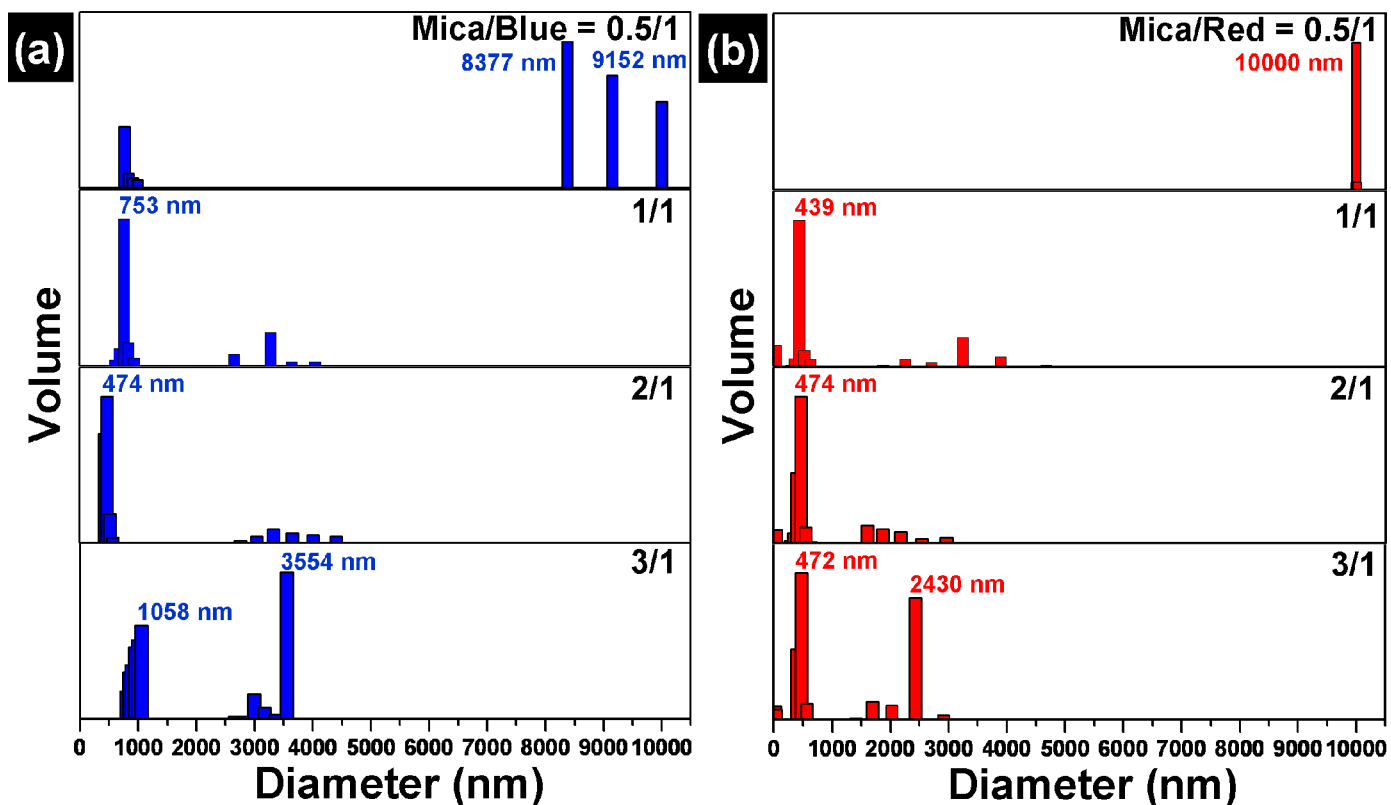 (a)
Mica/Blue = 0.5/1
8377 nm
9152 nm
753 nm
1/1
474 nm
2/1
3554 nm
3/1
1058 nm
Volume
0 1000 2000 3000 4000 5000 6000 7000 8000 9000 10000
Diameter (nm)
(b)
Mica/Red = 0.5/1
10000 nm
439 nm
1/1
474 nm
2/1
472 nm
3/1
2430 nm
Volume
0 1000 2000 3000 4000 5000 6000 7000 8000 9000 10000
Diameter (nm)